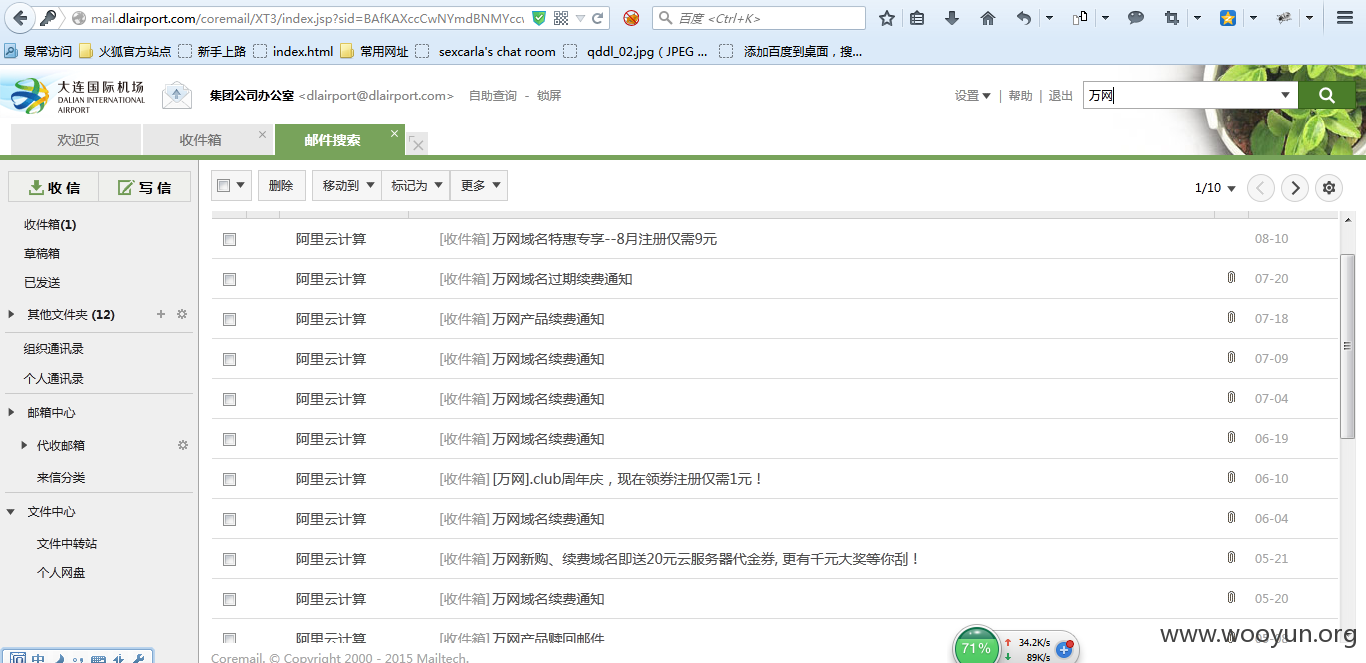 mail.dlairport.com/coremail/XT3/index.jsp?sid=BAfKAXccCwNYmdBNMYccv
百度 <Ctrl+K>
最常访问 火狐官方站点 新手上路 index.html 常用网址 sexcarla's chat room qddl_02.jpg ( JPEG ... 添加百度到桌面，搜...
大连国际机场
DALIAN INTERNATIONAL
AIRPORT
集团公司办公室 <dlairport@dlairport.com> 自助查询 - 锁屏
设置 | 帮助 | 退出
万网
欢迎页 收件箱 邮件搜索
收信 写信
删除 移动到 标记为 更多
1/10
收件箱(1)
草稿箱
已发送
其他文件夹 (12)
组织通讯录
个人通讯录
邮箱中心
代收邮箱
来信分类
文件中心
文件中转站
个人网盘
阿里云计算 [收件箱] 万网域名特惠专享--8月注册仅需9元 08-10
阿里云计算 [收件箱] 万网域名过期续费通知 07-20
阿里云计算 [收件箱] 万网产品续费通知 07-18
阿里云计算 [收件箱] 万网域名续费通知 07-09
阿里云计算 [收件箱] 万网域名续费通知 07-04
阿里云计算 [收件箱] 万网域名续费通知 06-19
阿里云计算 [收件箱] [万网].club周年庆，现在领券注册仅需1元！ 06-10
阿里云计算 [收件箱] 万网域名续费通知 06-04
阿里云计算 [收件箱] 万网新购、续费域名即送20元云服务器代金券, 更有千元大奖等你刮！ 05-21
阿里云计算 [收件箱] 万网域名续费通知 05-20
阿里云计算 [收件箱] 万网产品赎回邮件
Coremail. © Copyright 2000 - 2015 Mailtech.
71%
34.2K/s
89K/s
www.wooyun.org
中